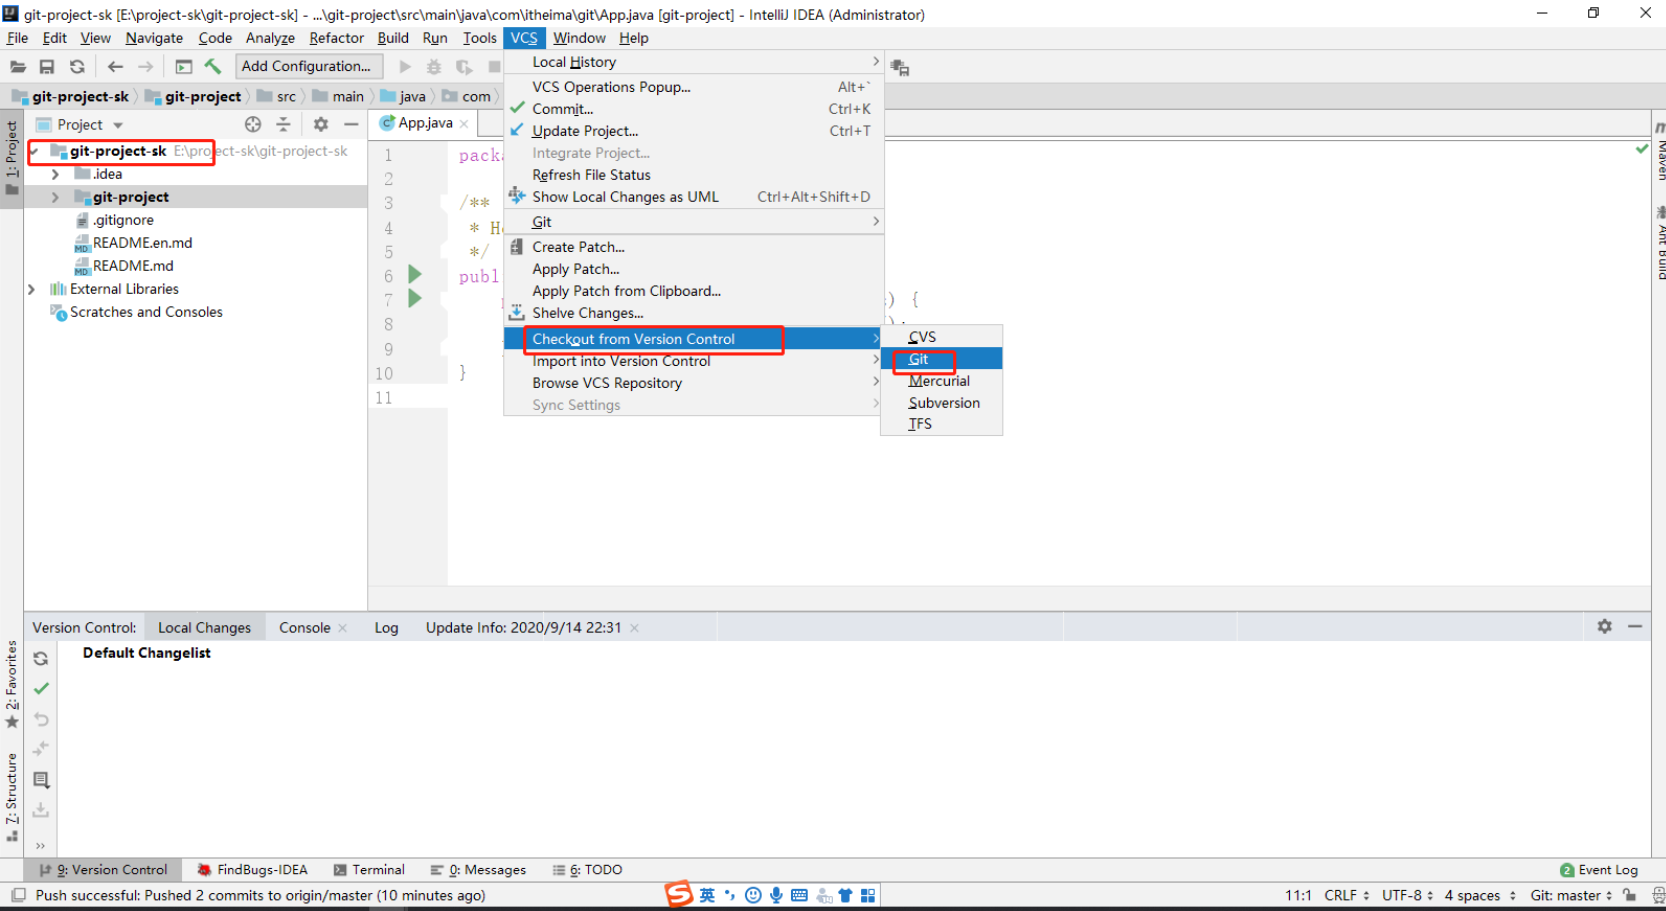 git-project-sk [E:\project-sk\git-project-sk] - ...\git-project\src\main\java\com\itheima\git\App.java [git-project] - IntelliJ IDEA (Administrator)
File Edit View Navigate Code Analyze Refactor Build Run Tools VCS Window Help
Add Configuration...
git-project-sk git-project src main java com
Project
App.java
1: Project
git-project-sk E:\project-sk\git-project-sk
.idea
git-project
.gitignore
README.en.md
README.md
External Libraries
Scratches and Consoles
1 packa
2
3 /**
4 * H
5 */
6 publ
7 ) {
8 ;
9
10 }
11
Local History
VCS Operations Popup... Alt+`
Commit... Ctrl+K
Update Project... Ctrl+T
Integrate Project...
Refresh File Status
Show Local Changes as UML Ctrl+Alt+Shift+D
Git
Create Patch...
Apply Patch...
Apply Patch from Clipboard...
Shelve Changes...
Checkout from Version Control
Import into Version Control
Browse VCS Repository
Sync Settings
CVS
Git
Mercurial
Subversion
TFS
Maven
Ant Build
Version Control: Local Changes Console Log Update Info: 2020/9/14 22:31
Default Changelist
2: Favorites
7: Structure
9: Version Control FindBugs-IDEA Terminal 0: Messages 6: TODO 2 Event Log
Push successful: Pushed 2 commits to origin/master (10 minutes ago) S 英 11:1 CRLF UTF-8 4 spaces Git: master